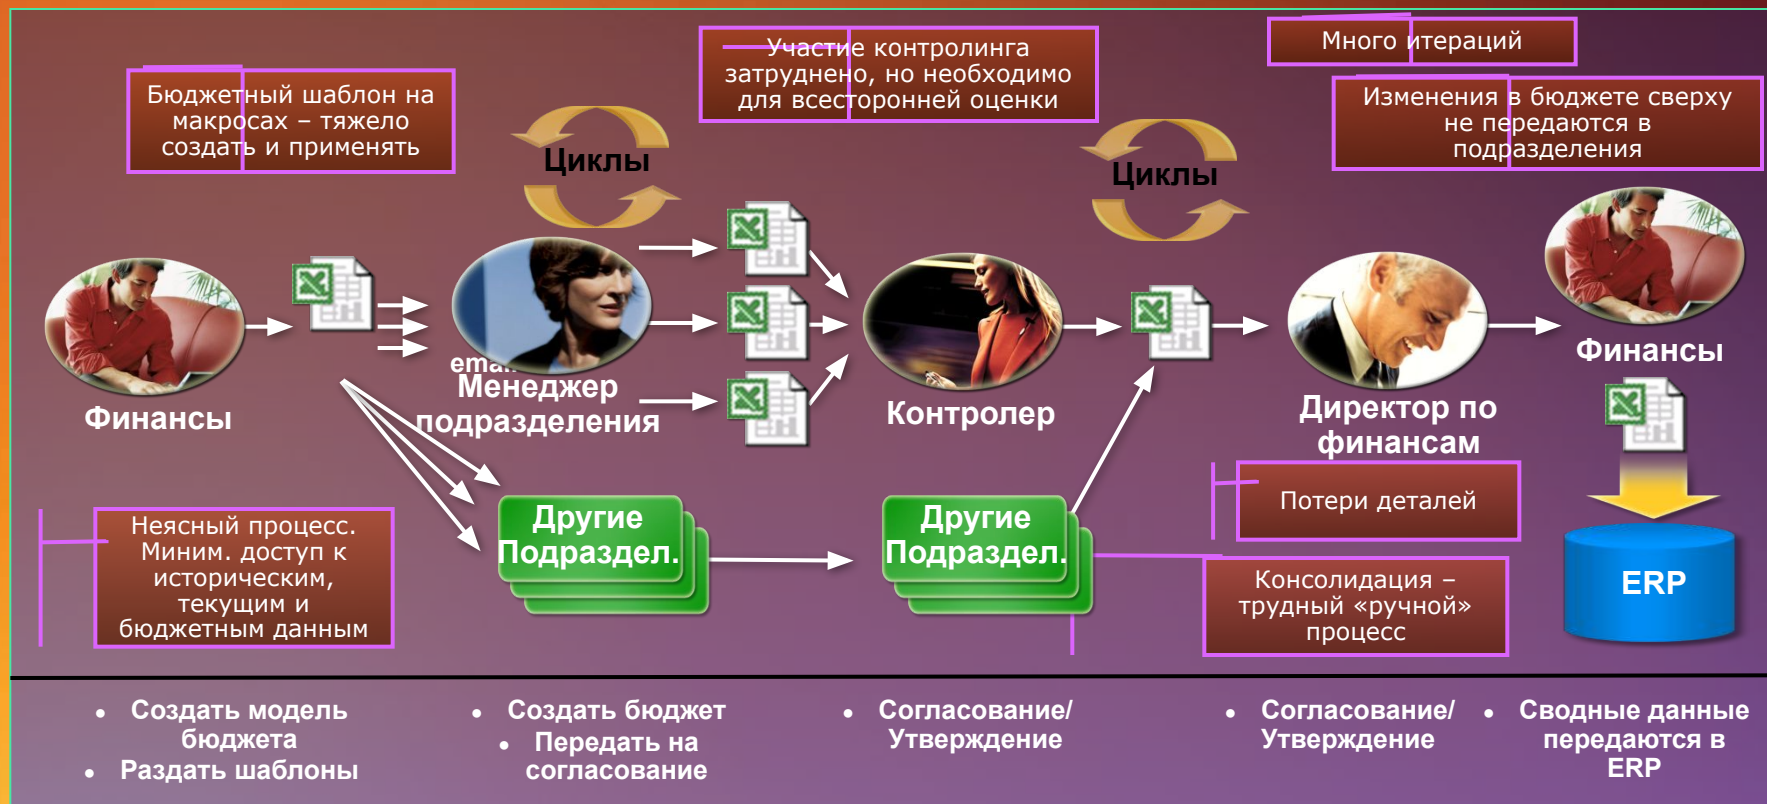 Много итераций
Участие контролинга
затруднено, но необходимо
для всесторонней оценки
Бюджетный шаблон на
макросах – тяжело
создать и применять
Изменения в бюджете сверху
не передаются в
подразделения
Циклы
Циклы
Финансы
email
Менеджер
подразделения
Контролер
Директор по
финансам
Финансы
Другие
Подраздел.
Другие
Подраздел.
Неясный процесс.
Миним. доступ к
историческим,
текущим и
бюджетным данным
Потери деталей
Консолидация –
трудный «ручной»
процесс
ERP
• Создать модель
бюджета
• Раздать шаблоны
• Создать бюджет
• Передать на
согласование
• Согласование/
Утверждение
• Согласование/
Утверждение
• Сводные данные
передаются в
ERP